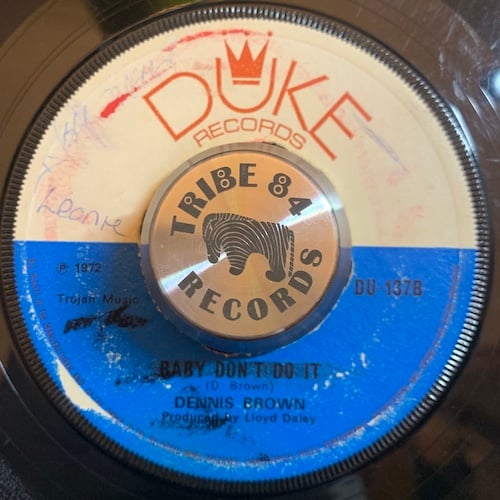 DUKE
RECORDS
Leanne
TRIBE 84
RECORDS
℗ 1972
Trojan Music
DU 137B
BABY DON'T DO IT
(D. Brown)
DENNIS BROWN
Produced by Lloyd Daley